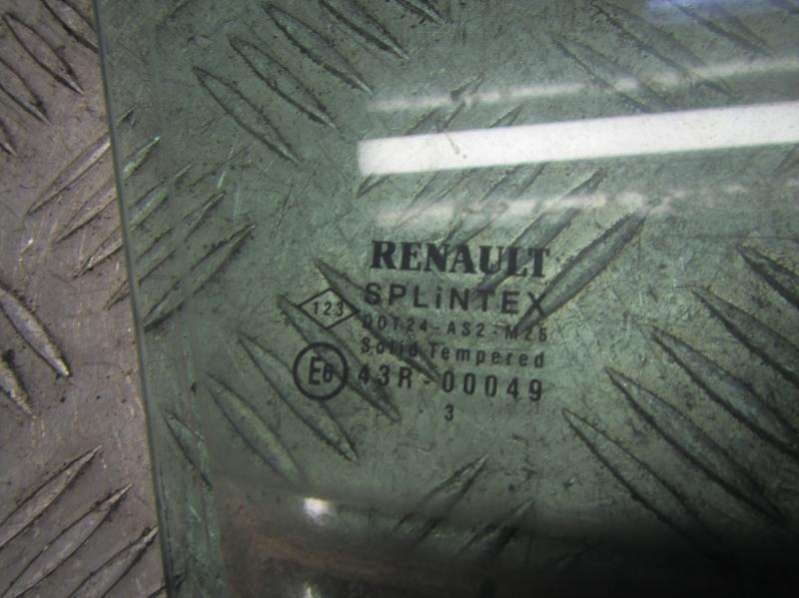 RENAULT
SPLiNTEX
123
DOT24-AS2-M25
Solid Tempered
E6 43R-00049
3